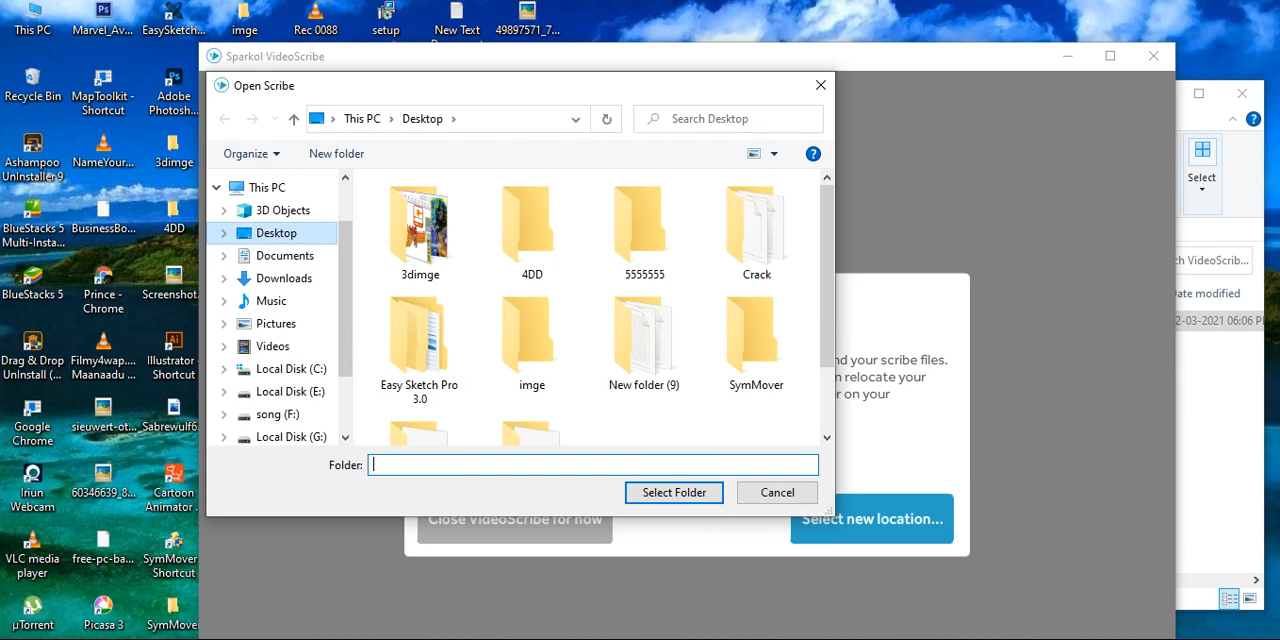 This PC
Marvel_Av...
EasySketch...
imge
Rec 0088
setup
New Text
49897571_7...
Recycle Bin
MapToolkit -
Shortcut
Adobe
Photosh...
Ashampoo
UnInstaller 9
NameYour...
3dimge
BlueStacks 5
Multi-Insta...
BusinessBo...
4DD
BlueStacks 5
Prince -
Chrome
Screenshot
Drag & Drop
UnInstall (...
Filmy4wap....
Maanaadu ...
Illustrator
Shortcut
Google
Chrome
sieuwert-ot...
Sabrewulf6
Iriun
Webcam
60346639_8...
Cartoon
Animator
VLC media
player
free-pc-ba...
SymMover
Shortcut
µTorrent
Picasa 3
SymMove
Sparkol VideoScribe
Open Scribe
This PC
Desktop
Search Desktop
Organize
New folder
This PC
3D Objects
Desktop
Documents
Downloads
Music
Pictures
Videos
Local Disk (C:)
Local Disk (E:)
song (F:)
Local Disk (G:)
3dimge
4DD
5555555
Crack
Easy Sketch Pro
3.0
imge
New folder (9)
SymMover
Folder:
Select Folder
Cancel
nd your scribe files.
n relocate your
r on your
Close VideoScribe for now
Select new location...
Select
ch VideoScrib...
ate modified
2-03-2021 06:06 P